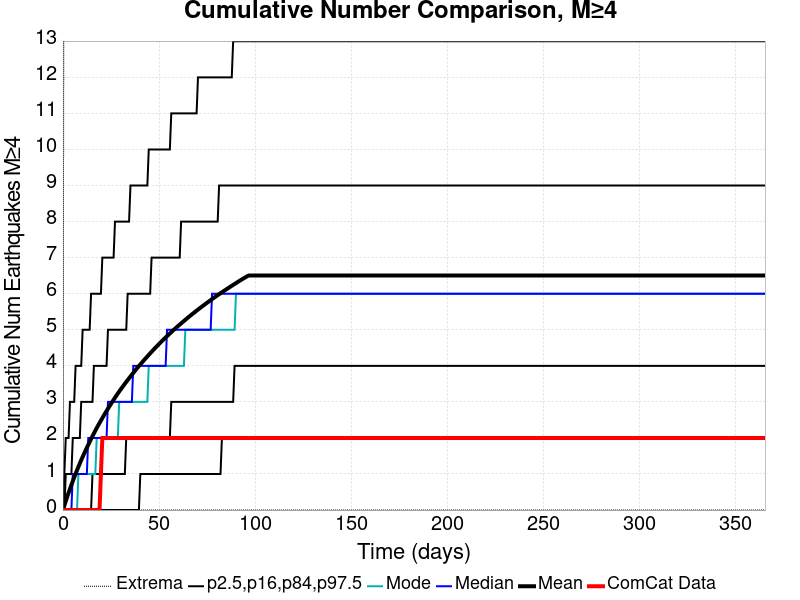 Cumulative Number Comparison, M≥4
Cumulative Num Earthquakes M≥4
13
12
11
10
9
8
7
6
5
4
3
2
1
0
0 50 100 150 200 250 300 350
Time (days)
Extrema p2.5,p16,p84,p97.5 Mode Median Mean ComCat Data